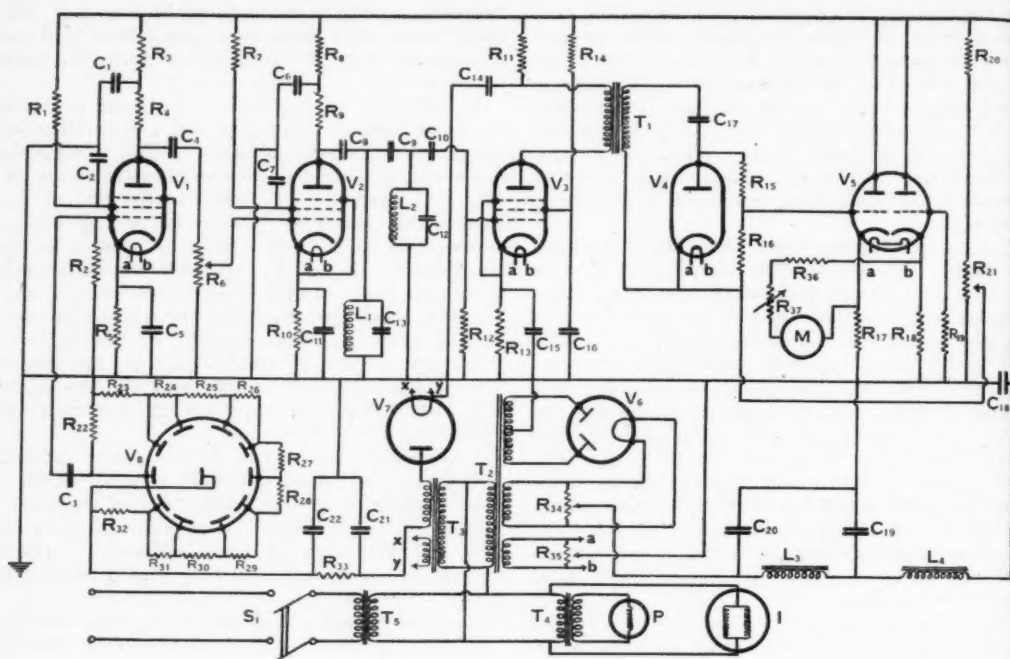 R₃ R₇ R₈ R₁₁ R₁₄ R₂₀
C₁ C₆ C₁₄
R₁ R₄ R₉ T₁ C₁₇
C₄ C₈ C₉ C₁₀
C₂ V₁ C₇ V₂ V₃ V₄ R₁₅ V₅
L₂ C₁₂
a b a b a b R₁₆ a b
R₂ R₆ R₃₆ R₂₁
R₃₇
L₁ M
R₅ C₅ R₁₀ C₁₁ C₁₃ R₁₂ R₁₃ C₁₅ C₁₆ R₁₇ R₁₈ R₁₉
R₂₃ R₂₄ R₂₅ R₂₆ x y C₁₈
V₇ V₆
R₂₂
V₈ R₂₇ T₂
C₃ R₂₈
R₃₂ C₂₂ C₂₁ T₃ R₃₄ C₂₀ C₁₉
x a
R₃₁ R₃₀ R₂₉ y R₃₅ b L₃ L₄
R₃₃
S₁ T₅ T₄ P I